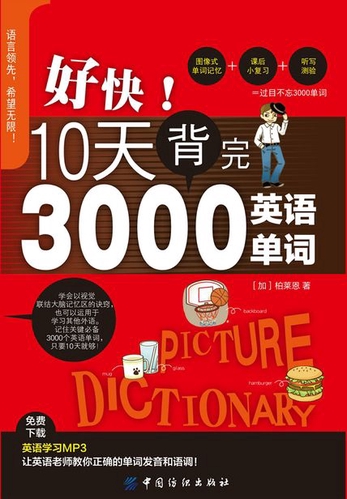 语言领先，希望无限！
图像式
单词记忆
+
课后
小复习
+
听写
测验
=过目不忘3000单词
好快！
10天背完
3000英语
单词
[加] 柏莱恩 著
学会以视觉
联结大脑记忆区的诀窍，
也可以运用于
学习其他外语。
记住关键必备
3000个英语单词，
只要10天就够！
backboard
PICTURE
mug
glass
hamburger
DICTIONARY
免费
下载
英语学习MP3
让英语老师教你正确的单词发音和语调！
中国纺织出版社